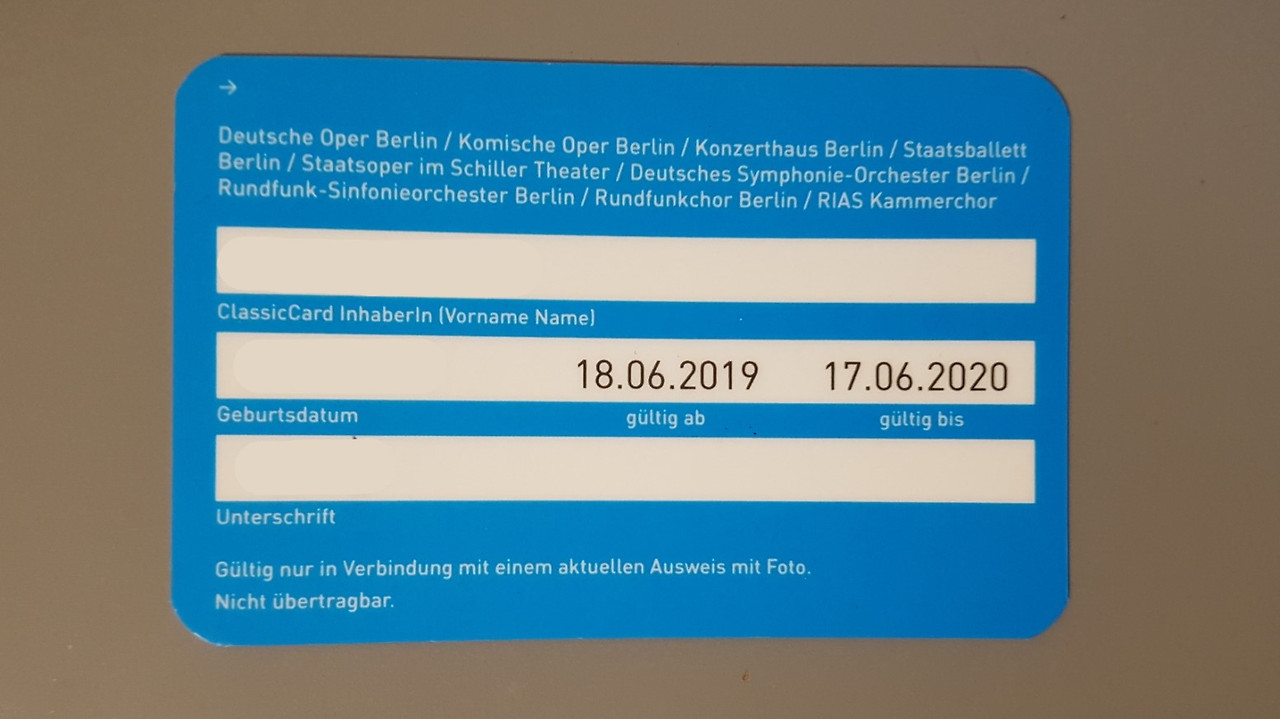 →
Deutsche Oper Berlin / Komische Oper Berlin / Konzerthaus Berlin / Staatsballett
Berlin / Staatsoper im Schiller Theater / Deutsches Symphonie-Orchester Berlin /
Rundfunk-Sinfonieorchester Berlin / Rundfunkchor Berlin / RIAS Kammerchor
ClassicCard InhaberIn (Vorname Name)
18.06.2019 17.06.2020
Geburtsdatum gültig ab gültig bis
Unterschrift
Gültig nur in Verbindung mit einem aktuellen Ausweis mit Foto.
Nicht übertragbar.